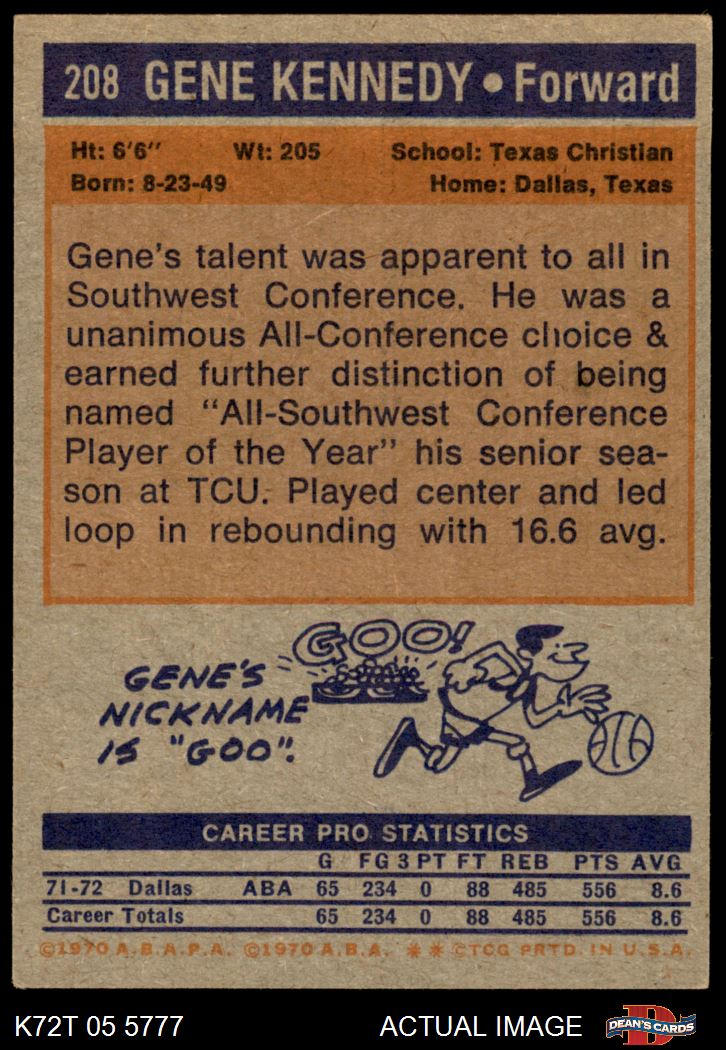 208 GENE KENNEDY • Forward
Ht: 6'6" Wt: 205 School: Texas Christian
Born: 8-23-49 Home: Dallas, Texas
Gene's talent was apparent to all in
Southwest Conference. He was a
unanimous All-Conference choice &
earned further distinction of being
named "All-Southwest Conference
Player of the Year" his senior sea-
son at TCU. Played center and led
loop in rebounding with 16.6 avg.
GOO!
GENE'S
NICKNAME
IS "GOO".
CAREER PRO STATISTICS
G FG 3 PT FT REB PTS AVG
71-72 Dallas ABA 65 234 0 88 485 556 8.6
Career Totals 65 234 0 88 485 556 8.6
©1970 A.B.A.P.A. ©1970 A.B.A. ** ©TCG PRTD. IN U.S.A.
K72T 05 5777 ACTUAL IMAGE D DEAN'S CARDS